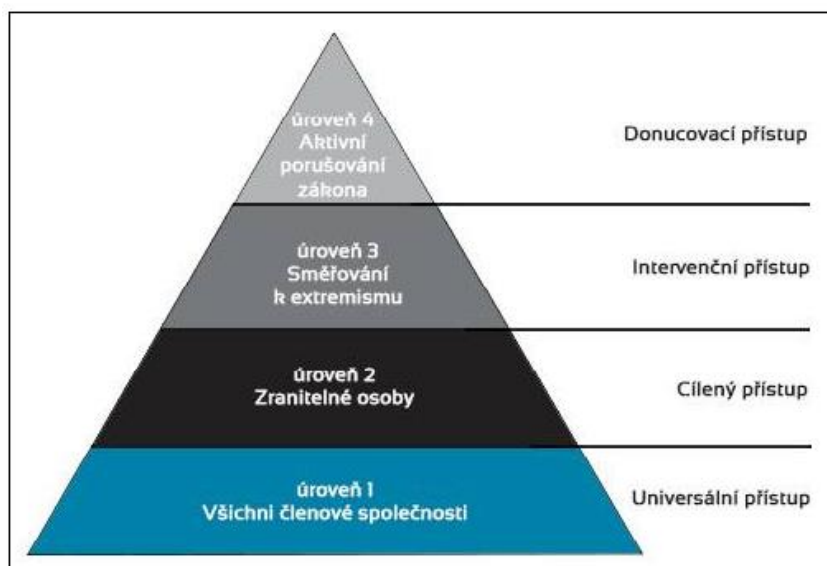 úroveň 4
Aktivní
porušování
zákona
Donucovací přístup
úroveň 3
Směřování
k extremismu
Intervenční přístup
úroveň 2
Zranitelné osoby
Cílený přístup
úroveň 1
Všichni členové společnosti
Universální přístup